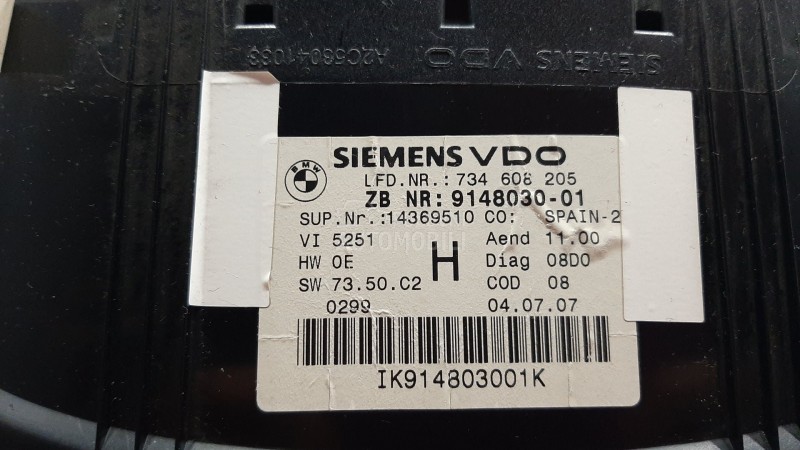 SIEMENS VDO A2C56041033
BMW
SIEMENS VDO
LFD.NR.: 734 608 205
ZB NR: 9148030-01
SUP.Nr.:14369510 CO: SPAIN-2
VI 5251 Aend 11.00
HW 0E H Diag 08D0
SW 73.50.C2 COD 08
0299 04.07.07
IK914803001K